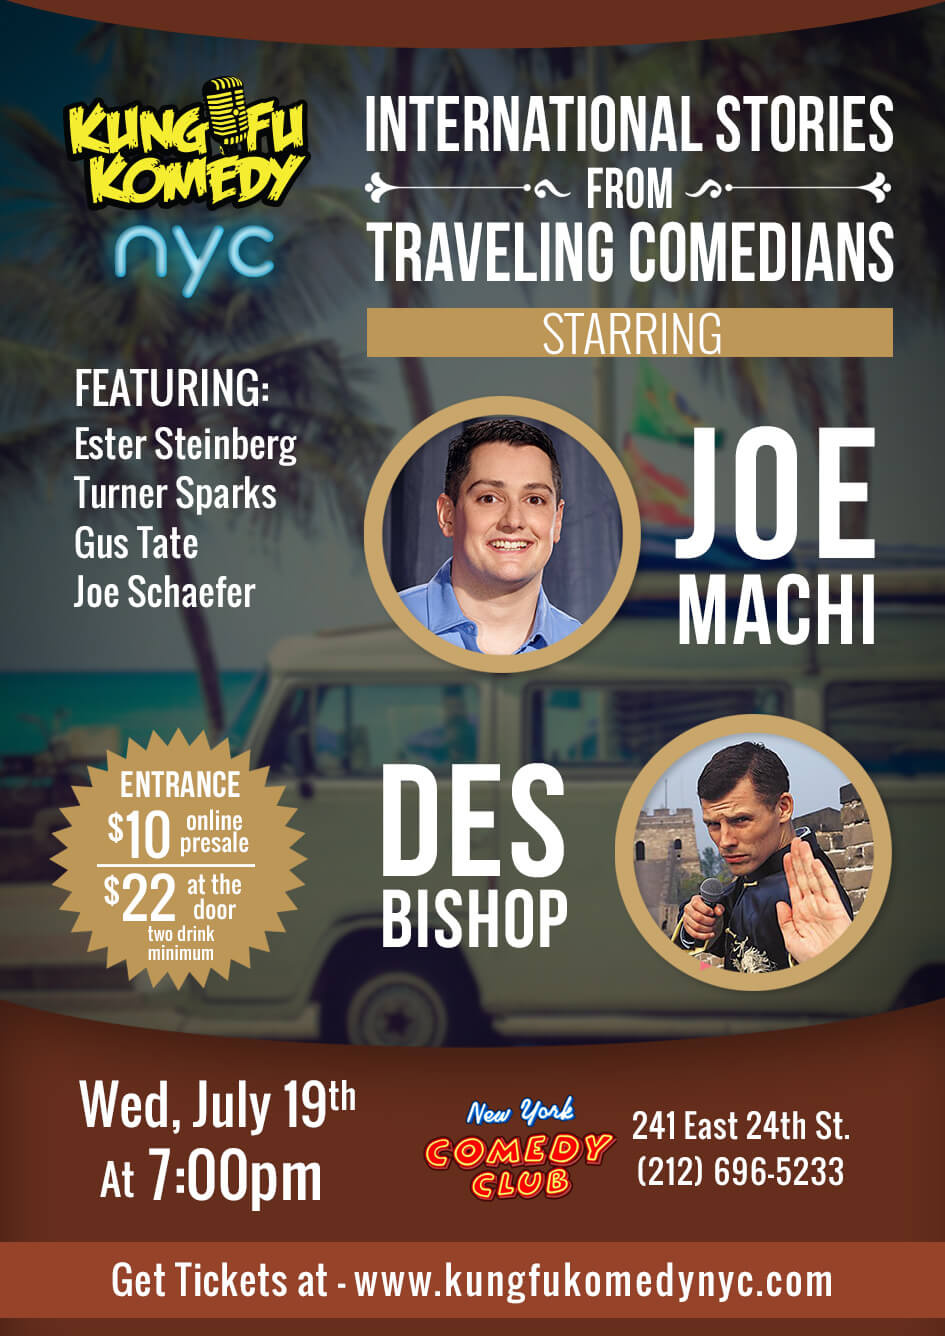 KUNG FU
KOMEDY
nyc
INTERNATIONAL STORIES
FROM
TRAVELING COMEDIANS
STARRING
FEATURING:
Ester Steinberg
Turner Sparks
Gus Tate
Joe Schaefer
JOE
MACHI
ENTRANCE
$10 online presale
$22 at the door
two drink
minimum
DES
BISHOP
Wed, July 19th
At 7:00pm
New York
COMEDY
CLUB
241 East 24th St.
(212) 696-5233
Get Tickets at - www.kungfukomedynyc.com